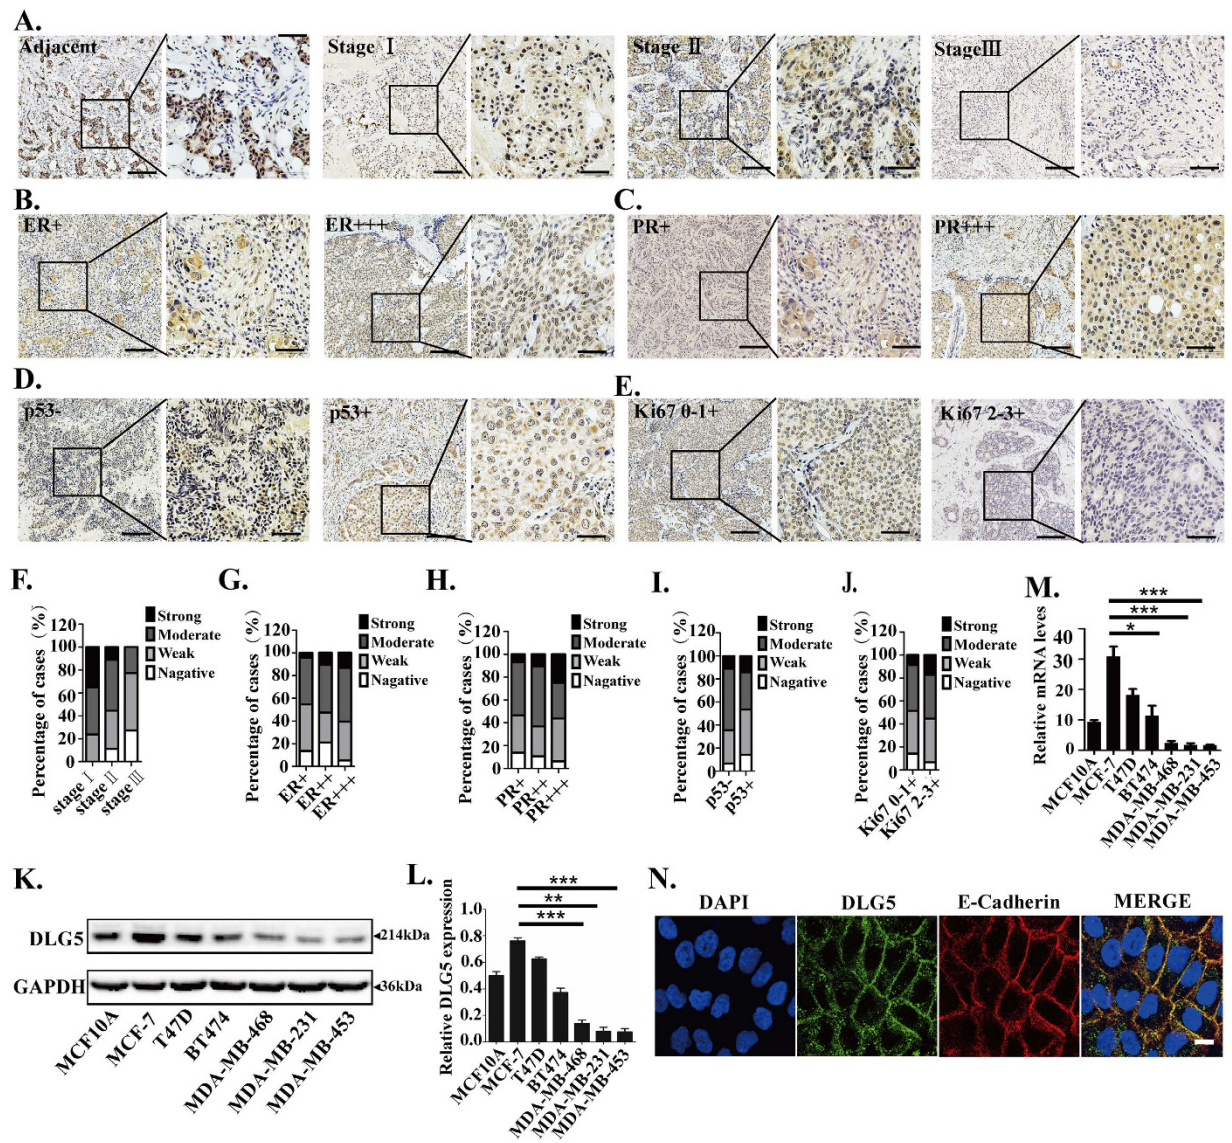 A.
Adjacent
Stage Ⅰ
Stage Ⅱ
StageⅢ
B.
ER+
ER+++
C.
PR+
PR+++
D.
p53-
p53+
E.
Ki67 0-1+
Ki67 2-3+
F.
Percentage of cases (%)
120
100
80
60
40
20
0
stage Ⅰ
stage Ⅱ
stage Ⅲ
Strong
Moderate
Weak
Nagative
G.
Percentage of cases (%)
120
100
80
60
40
20
0
ER+
ER++
ER+++
Strong
Moderate
Weak
Nagative
H.
Percentage of cases (%)
120
100
80
60
40
20
0
PR+
PR++
PR+++
Strong
Moderate
Weak
Nagative
I.
Percentage of cases (%)
120
100
80
60
40
20
0
p53-
p53+
Strong
Moderate
Weak
Nagative
J.
Percentage of cases (%)
120
100
80
60
40
20
0
Ki67 0-1+
Ki67 2-3+
Strong
Moderate
Weak
Nagative
M.
Relative mRNA levels
40
30
20
10
0
***
***
*
MCF10A
MCF-7
T47D
BT474
MDA-MB-468
MDA-MB-231
MDA-MB-453
K.
DLG5
214kDa
GAPDH
36kDa
MCF10A
MCF-7
T47D
BT474
MDA-MB-468
MDA-MB-231
MDA-MB-453
L.
Relative DLG5 expression
1.0
0.8
0.6
0.4
0.2
0.0
***
**
***
MCF10A
MCF-7
T47D
BT474
MDA-MB-468
MDA-MB-231
MDA-MB-453
N.
DAPI
DLG5
E-Cadherin
MERGE